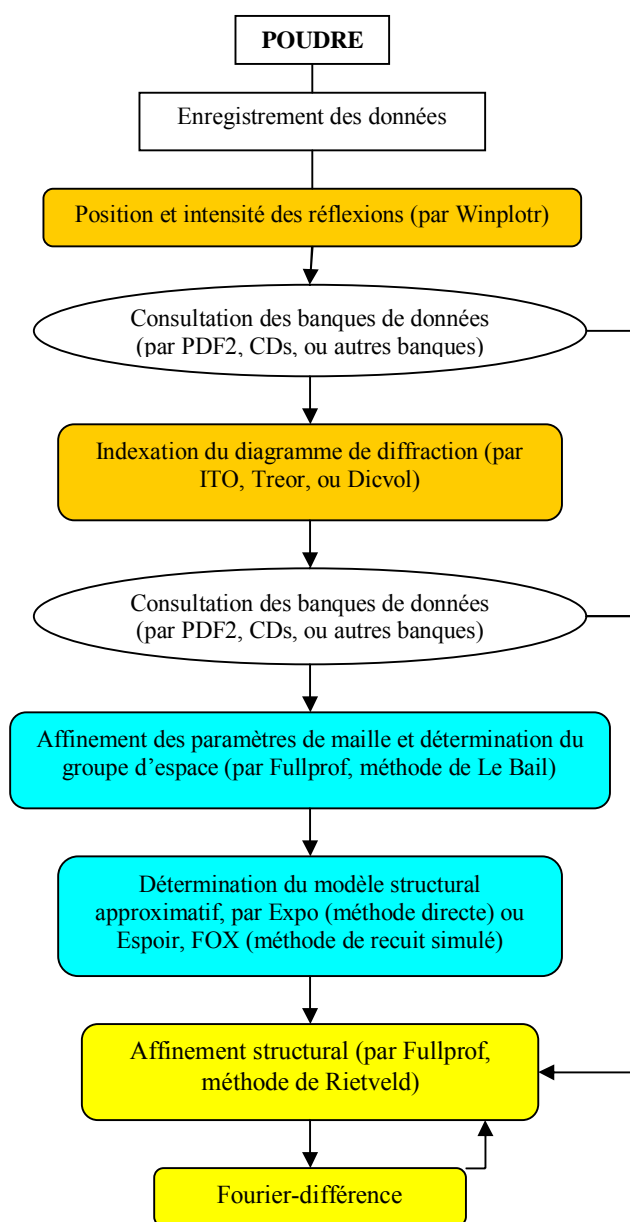 POUDRE
Enregistrement des données
Position et intensité des réflexions (par Winplotr)
Consultation des banques de données
(par PDF2, CDs, ou autres banques)
Indexation du diagramme de diffraction (par
ITO, Treor, ou Dicvol)
Consultation des banques de données
(par PDF2, CDs, ou autres banques)
Affinement des paramètres de maille et détermination du
groupe d'espace (par Fullprof, méthode de Le Bail)
Détermination du modèle structural
approximatif, par Expo (méthode directe) ou
Espoir, FOX (méthode de recuit simulé)
Affinement structural (par Fullprof,
méthode de Rietveld)
Fourier-différence